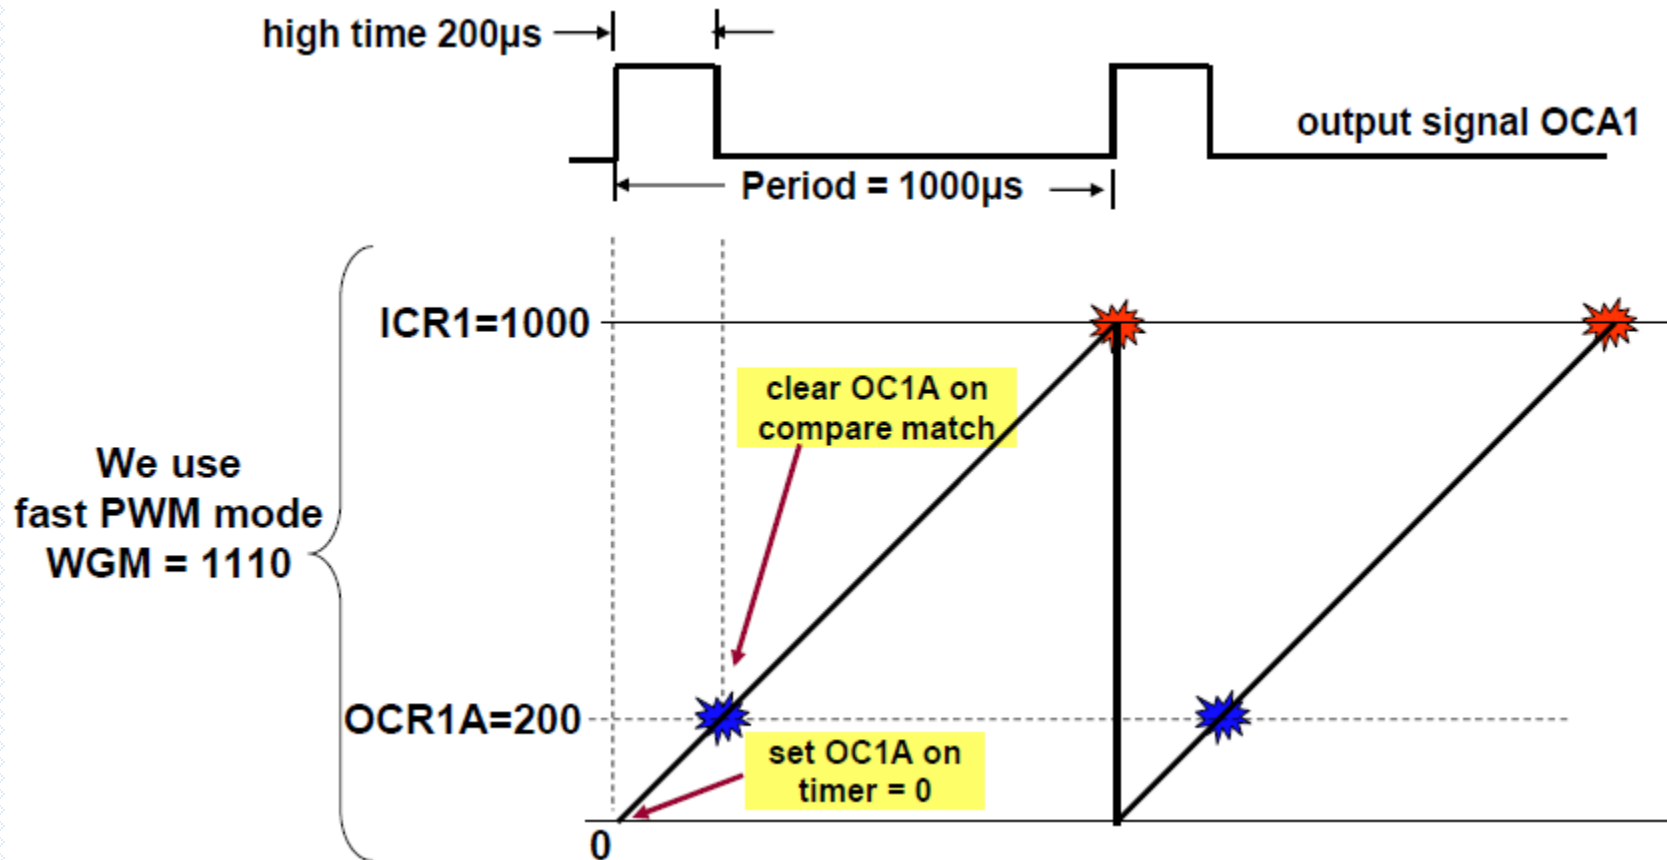 high time 200µs
output signal OCA1
Period = 1000µs
ICR1=1000
clear OC1A on
compare match
We use
fast PWM mode
WGM = 1110
OCR1A=200
set OC1A on
timer = 0
0